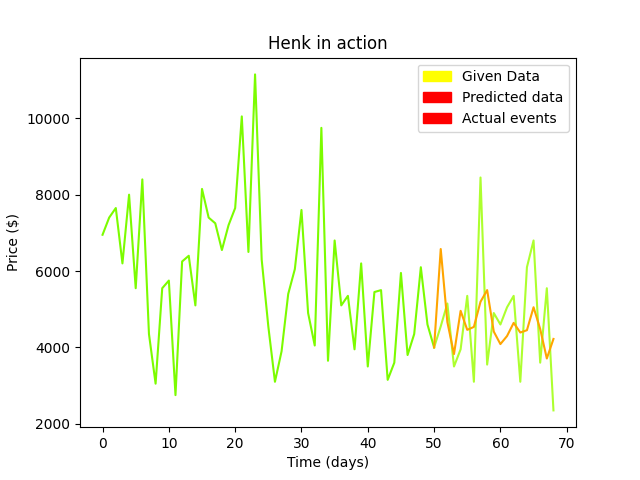 Henk in action
Given Data
Predicted data
Actual events
Price ($)
10000
8000
6000
4000
2000
0 10 20 30 40 50 60 70
Time (days)